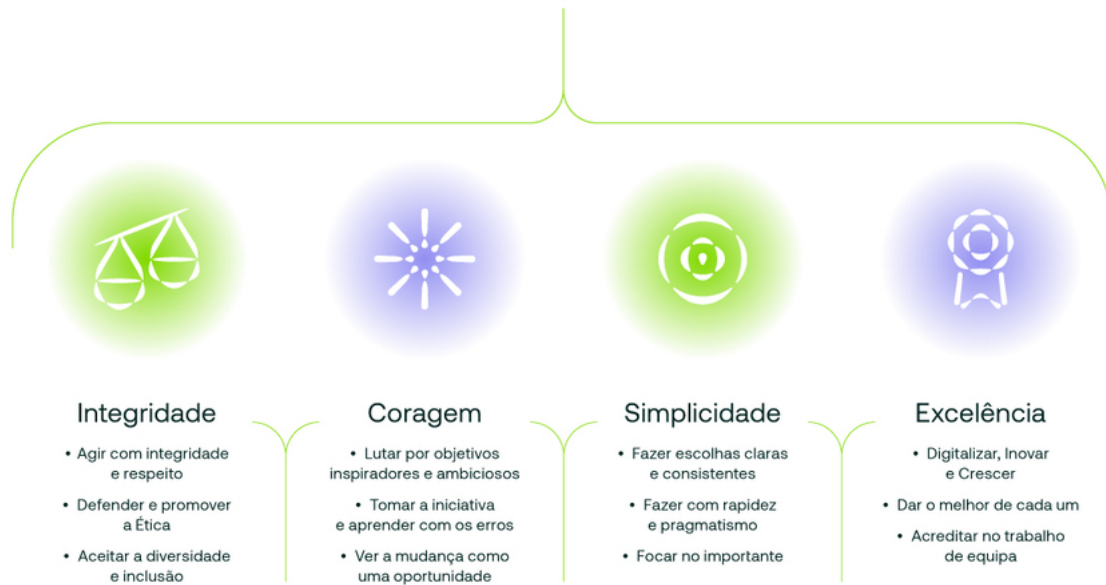 Integridade
• Agir com integridade
e respeito
• Defender e promover
a Ética
• Aceitar a diversidade
e inclusão
Coragem
• Lutar por objetivos
inspiradores e ambiciosos
• Tomar a iniciativa
e aprender com os erros
• Ver a mudança como
uma oportunidade
Simplicidade
• Fazer escolhas claras
e consistentes
• Fazer com rapidez
e pragmatismo
• Focar no importante
Excelência
• Digitalizar, Inovar
e Crescer
• Dar o melhor de cada um
• Acreditar no trabalho
de equipa